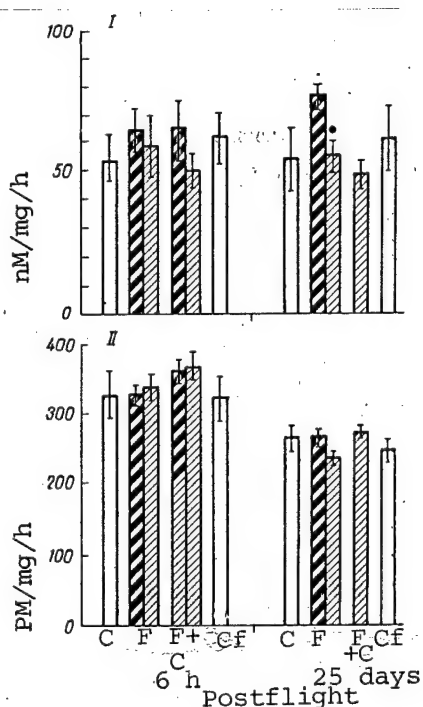 I
100
50
0
nM/mg/h
II
400
300
200
100
0
PM/mg/h
C F F+ Cf C F F Cf
C +C
6 h 25 days
Postflight